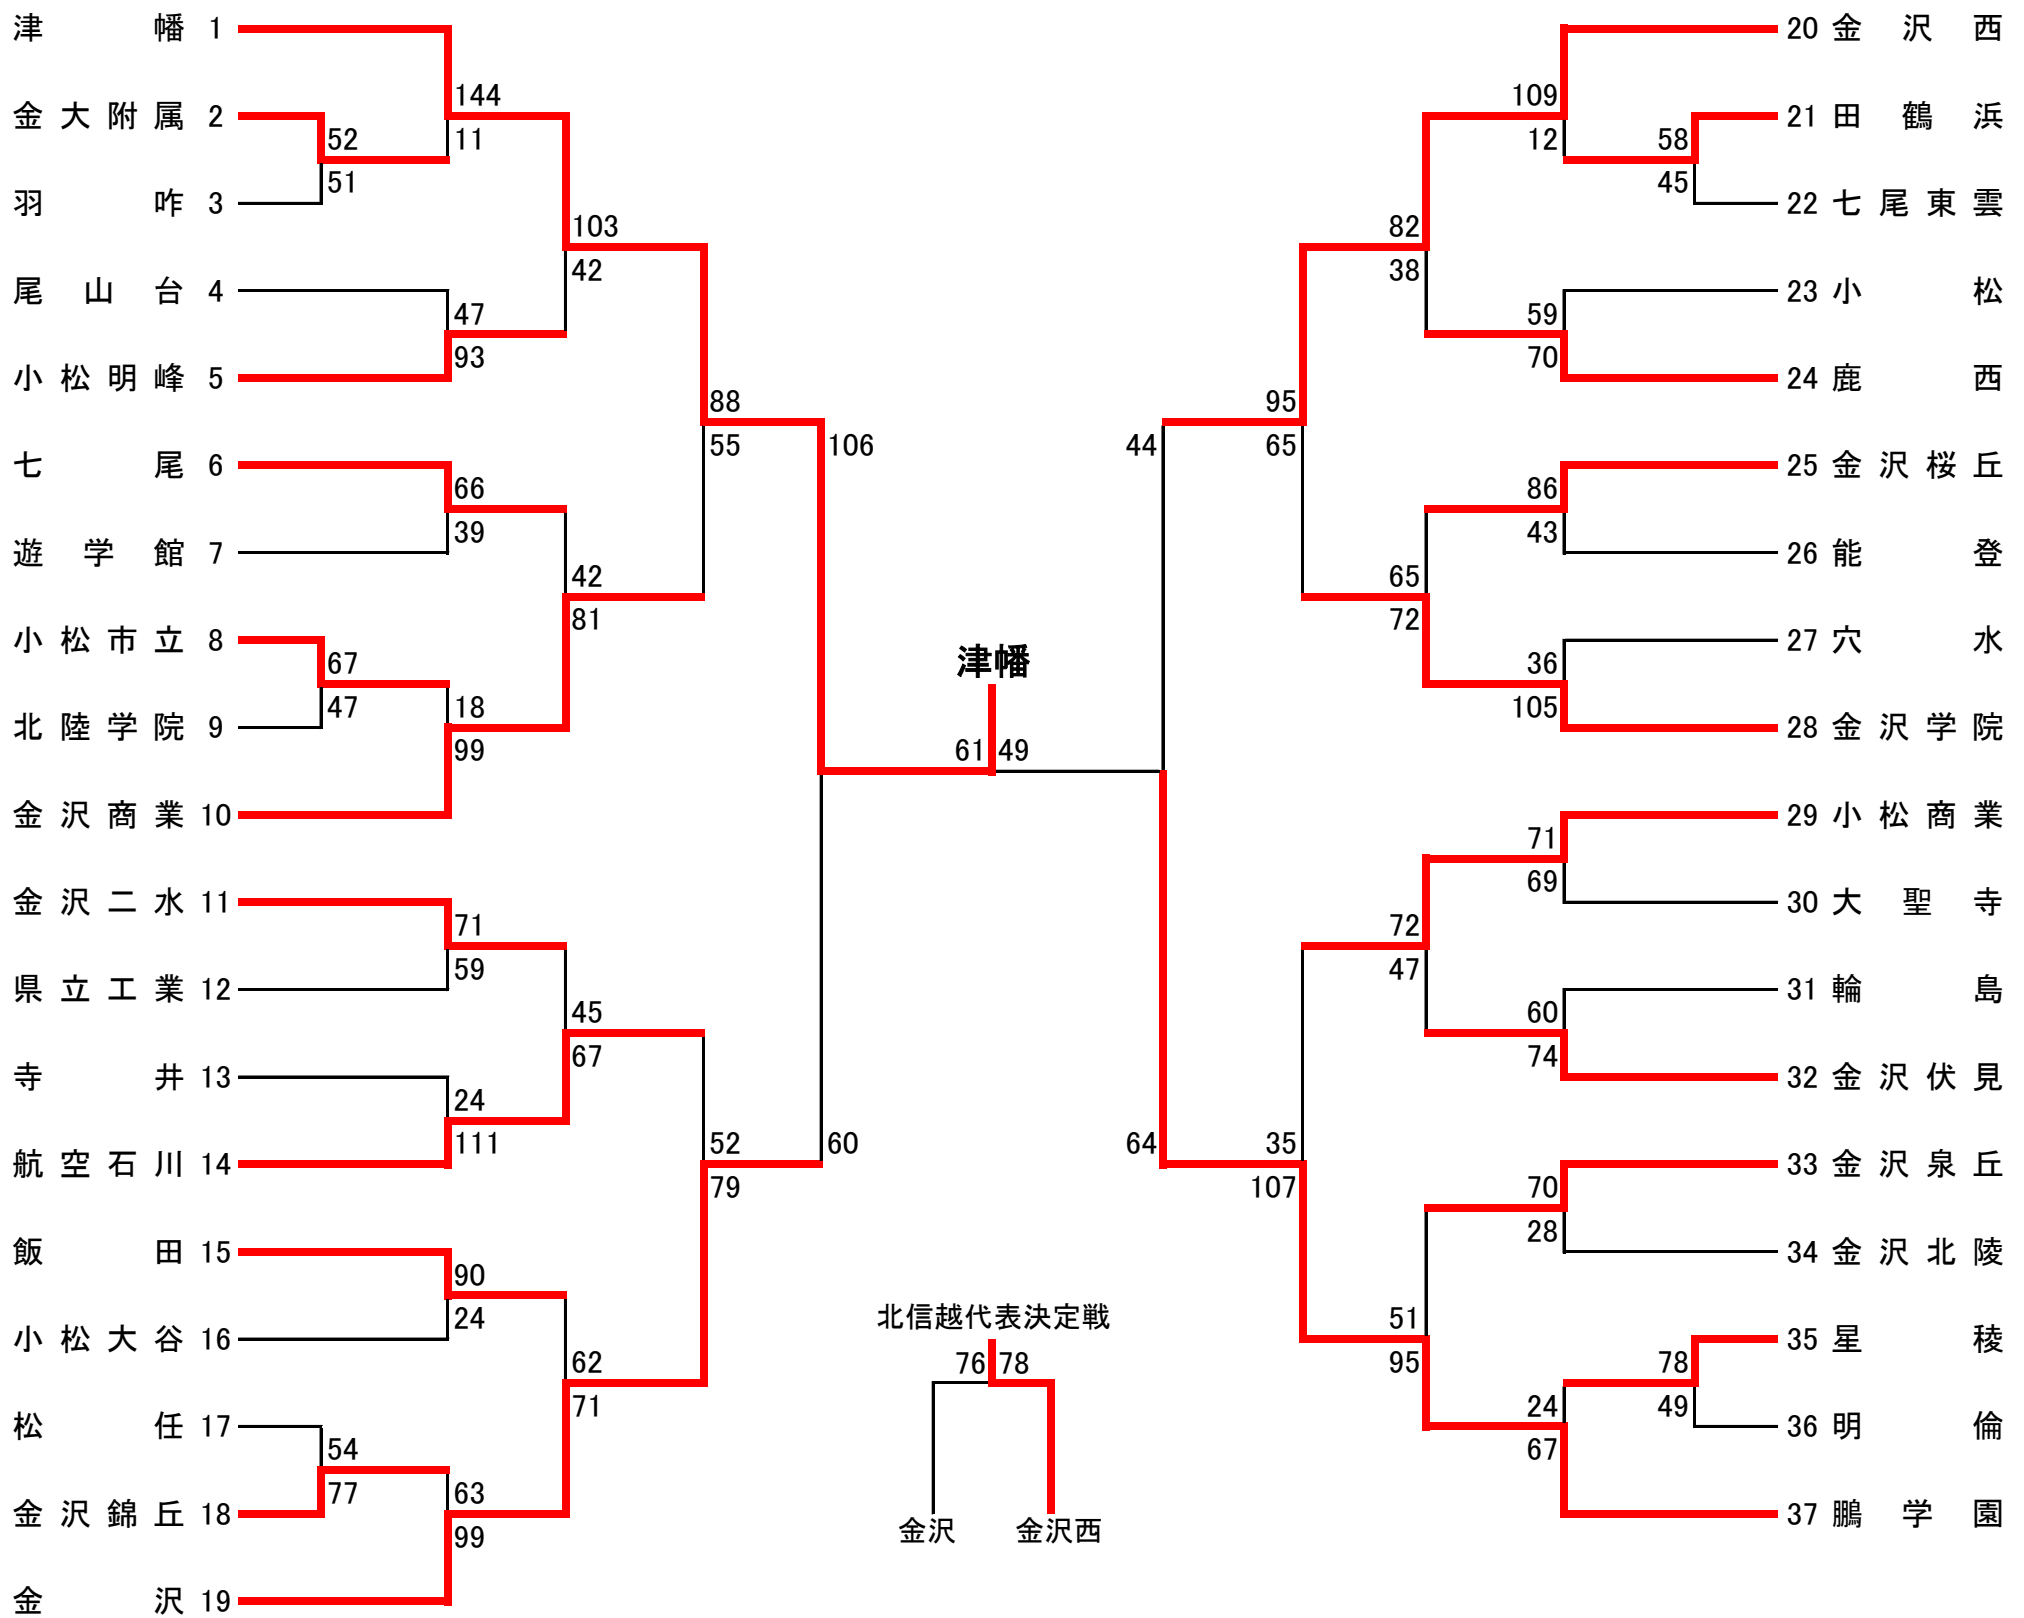 津幡 1
金大附属 2
羽咋 3
尾山台 4
小松明峰 5
七尾 6
遊学館 7
小松市立 8
北陸学院 9
金沢商業 10
金沢二水 11
県立工業 12
寺井 13
航空石川 14
飯田 15
小松大谷 16
松任 17
金沢錦丘 18
金沢 19
52
51
67
47
54
77
144
11
47
93
66
39
18
99
71
59
24
111
90
24
63
99
103
42
42
81
45
67
62
71
88
55
52
79
106
60
津幡
61 49
44
64
95
65
35
107
82
38
65
72
72
47
51
95
109
12
59
70
86
43
36
105
71
69
60
74
70
28
24
67
58
45
78
49
20 金沢西
21 田鶴浜
22 七尾東雲
23 小松
24 鹿西
25 金沢桜丘
26 能登
27 穴水
28 金沢学院
29 小松商業
30 大聖寺
31 輪島
32 金沢伏見
33 金沢泉丘
34 金沢北陵
35 星稜
36 明倫
37 鵬学園
北信越代表決定戦
76 78
金沢 金沢西